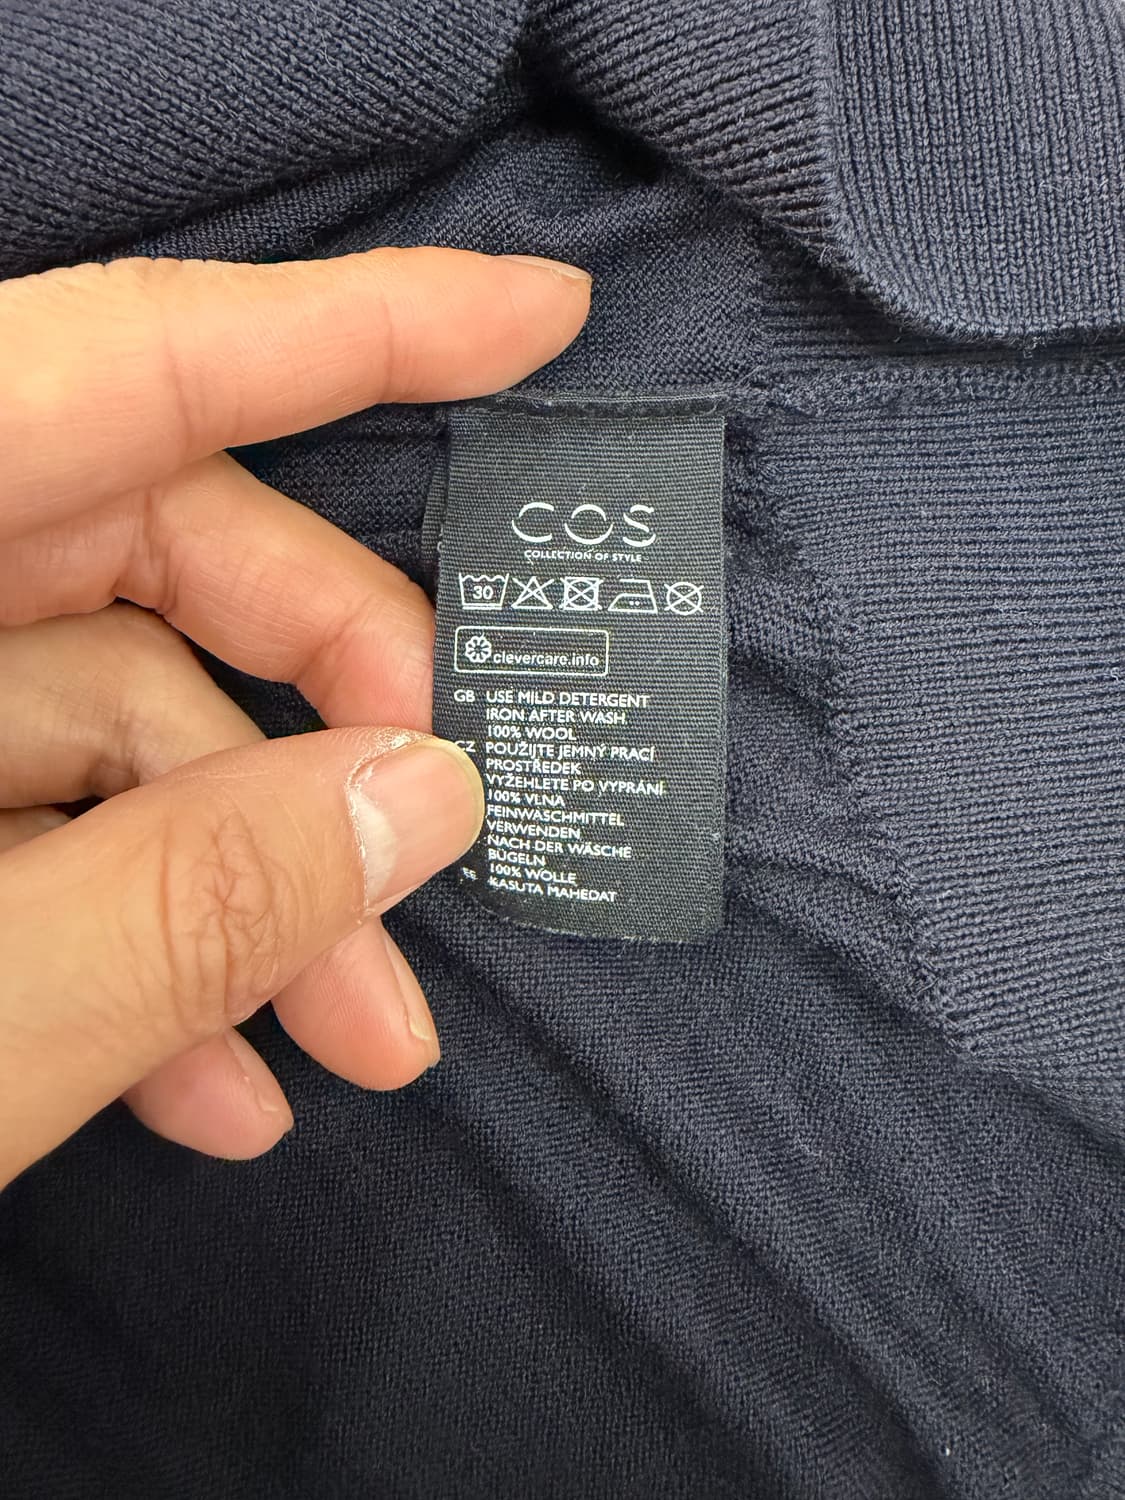 COS
COLLECTION OF STYLE
30
clevercare.info
GB USE MILD DETERGENT
IRON AFTER WASH
100% WOOL
CZ POUŽIJTE JEMNÝ PRACÍ
PROSTŘEDEK
VYŽEHLETE PO VYPRÁNÍ
100% VLNA
FEINWASCHMITTEL
VERWENDEN
NACH DER WÄSCHE
BÜGELN
100% WOLLE
EE KASUTA MAHEDAT